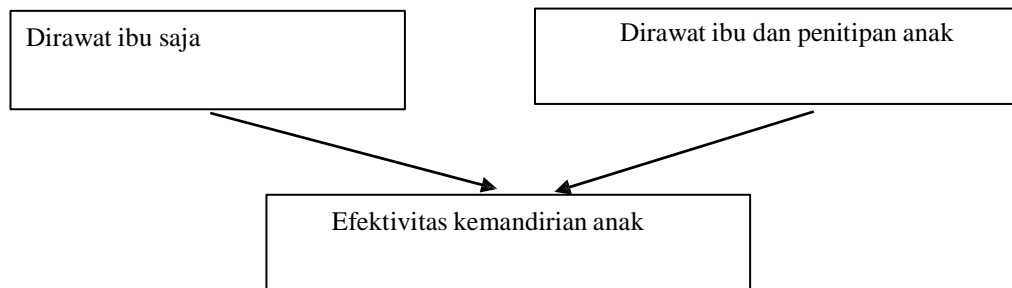 Dirawat ibu saja
Dirawat ibu dan penitipan anak
Efektivitas kemandirian anak